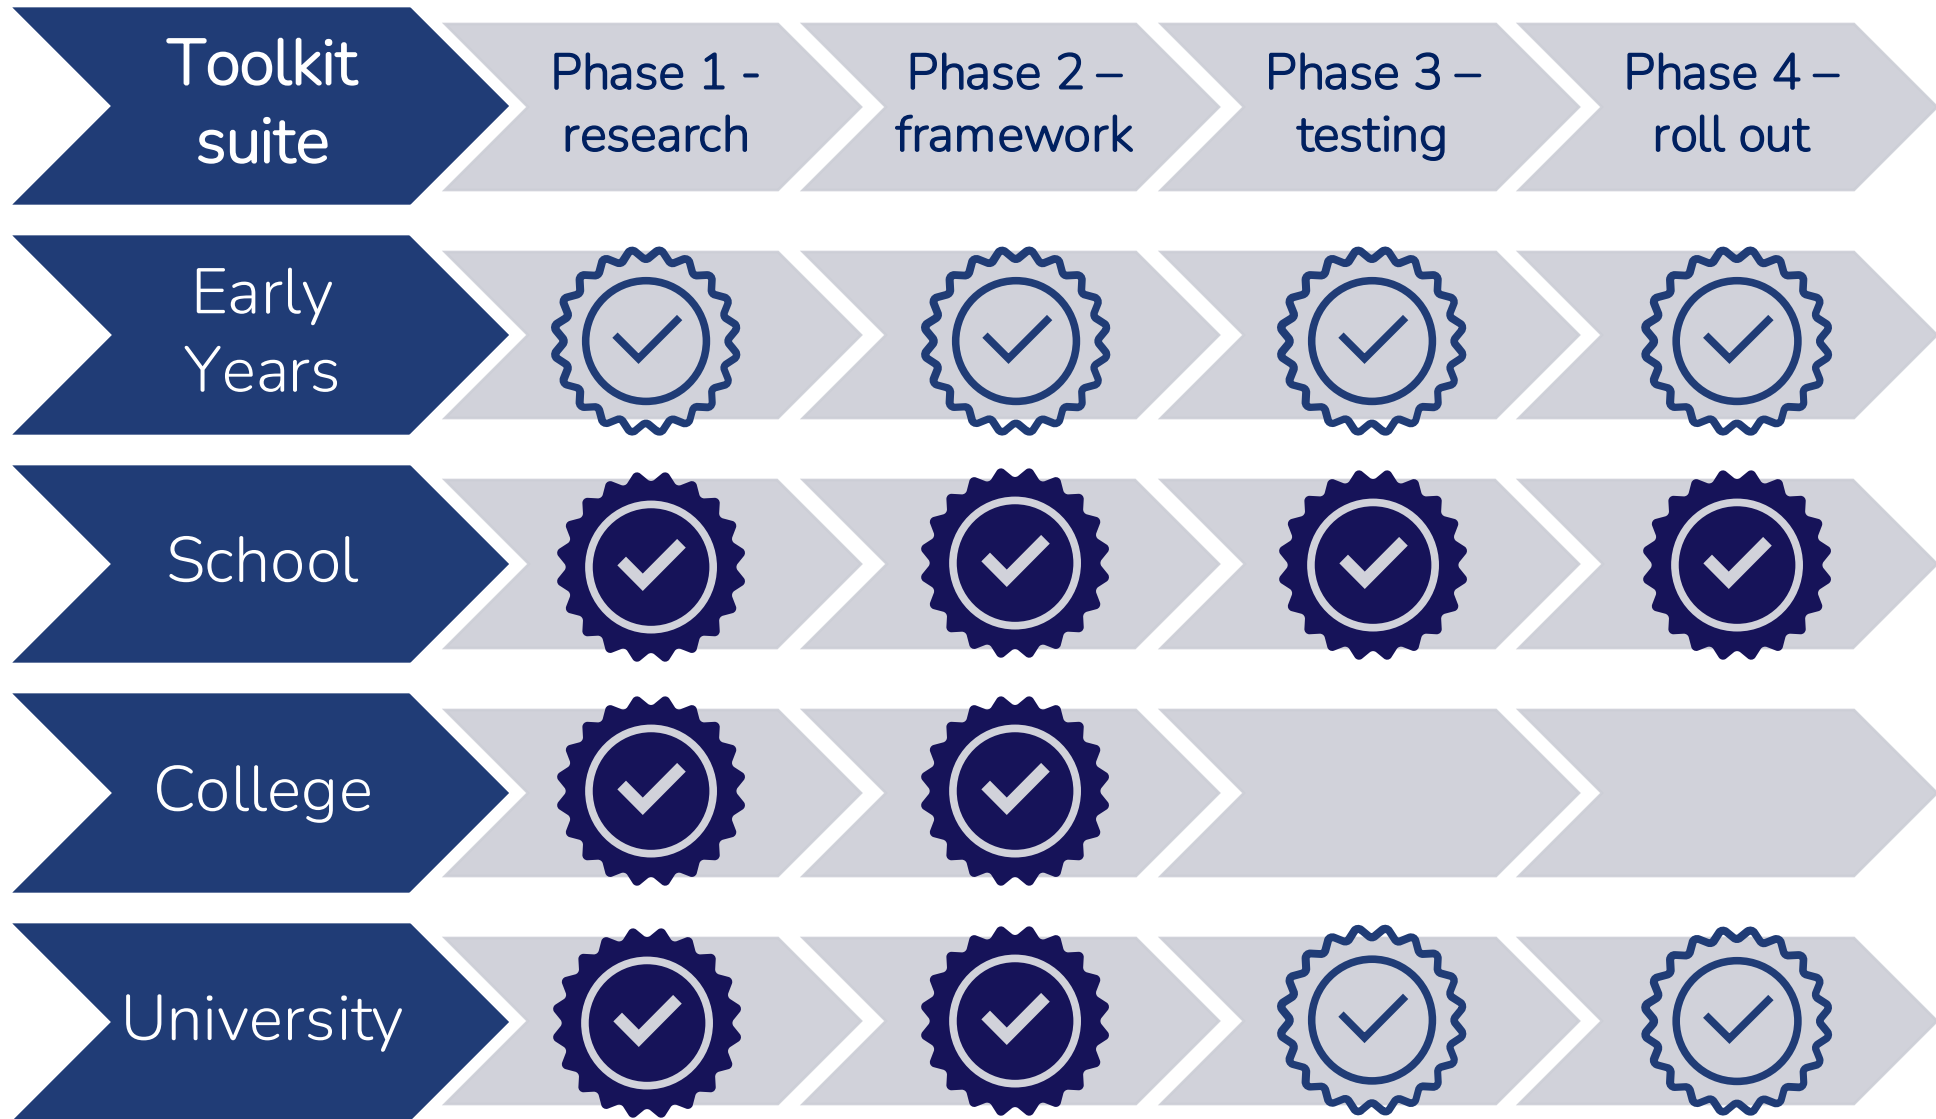 Toolkit
suite
Phase 1 -
research
Phase 2 –
framework
Phase 3 –
testing
Phase 4 –
roll out
Early
Years
School
College
University